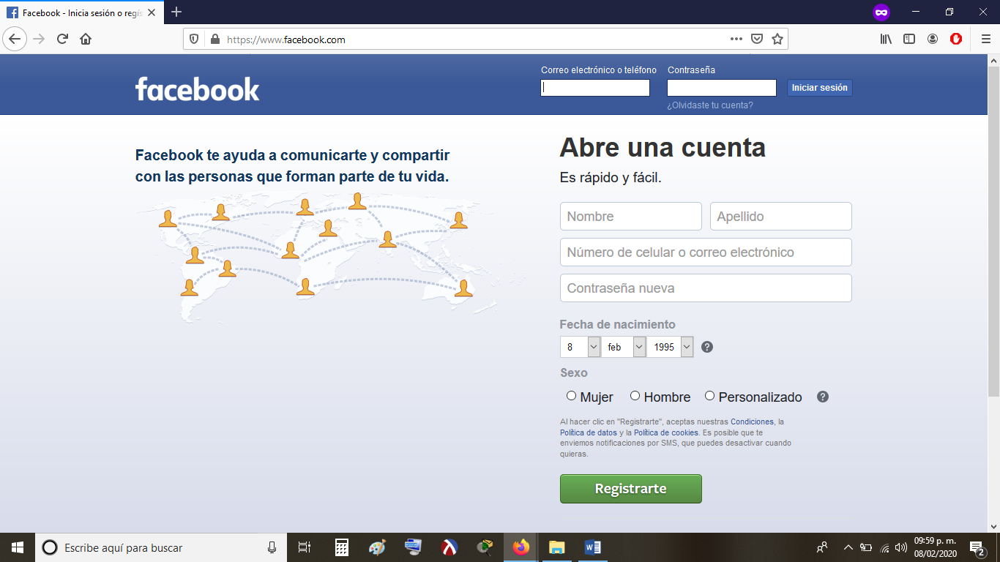 Facebook - Inicia sesión o regís
https://www.facebook.com
facebook
Correo electrónico o teléfono
Contraseña
Iniciar sesión
¿Olvidaste tu cuenta?
Facebook te ayuda a comunicarte y compartir
con las personas que forman parte de tu vida.
Abre una cuenta
Es rápido y fácil.
Nombre
Apellido
Número de celular o correo electrónico
Contraseña nueva
Fecha de nacimiento
8 feb 1995
Sexo
Mujer Hombre Personalizado
Al hacer clic en "Registrarte", aceptas nuestras Condiciones, la
Política de datos y la Política de cookies. Es posible que te
enviemos notificaciones por SMS, que puedes desactivar cuando
quieras.
Registrarte
Escribe aquí para buscar
09:59 p. m.
08/02/2020
2